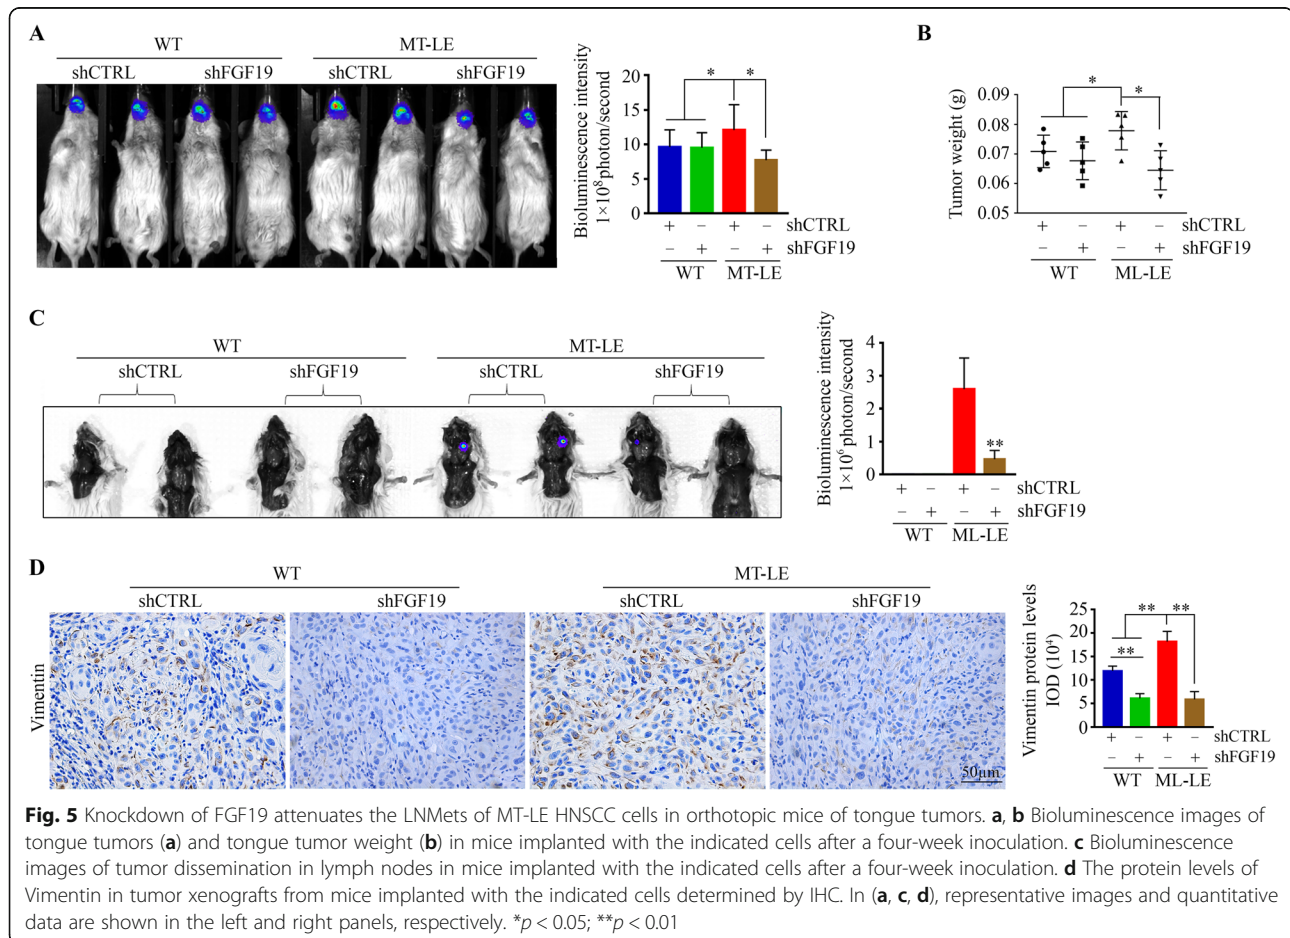 A
WT
MT-LE
shCTRL
shFGF19
shCTRL
shFGF19
Bioluminescence intensity
1×10⁸ photon/second
20
15
10
5
0
*
*
+ – + – shCTRL
– + – + shFGF19
WT
MT-LE
B
Tumor weight (g)
0.09
0.08
0.07
0.06
0.05
*
*
+ – + – shCTRL
– + – + shFGF19
WT
ML-LE
C
WT
MT-LE
shCTRL
shFGF19
shCTRL
shFGF19
Bioluminescence intensity
1×10⁶ photon/second
4
3
2
1
0
**
+ – + – shCTRL
– + – + shFGF19
WT
ML-LE
D
WT
MT-LE
shCTRL
shFGF19
shCTRL
shFGF19
Vimentin
50μm
Vimentin protein levels
IOD (10⁴)
25
20
15
10
5
0
** **
**
+ – + – shCTRL
– + – + shFGF19
WT
ML-LE
Fig. 5 Knockdown of FGF19 attenuates the LNMets of MT-LE HNSCC cells in orthotopic mice of tongue tumors. a, b Bioluminescence images of
tongue tumors (a) and tongue tumor weight (b) in mice implanted with the indicated cells after a four-week inoculation. c Bioluminescence
images of tumor dissemination in lymph nodes in mice implanted with the indicated cells after a four-week inoculation. d The protein levels of
Vimentin in tumor xenografts from mice implanted with the indicated cells determined by IHC. In (a, c, d), representative images and quantitative
data are shown in the left and right panels, respectively. *p < 0.05; **p < 0.01